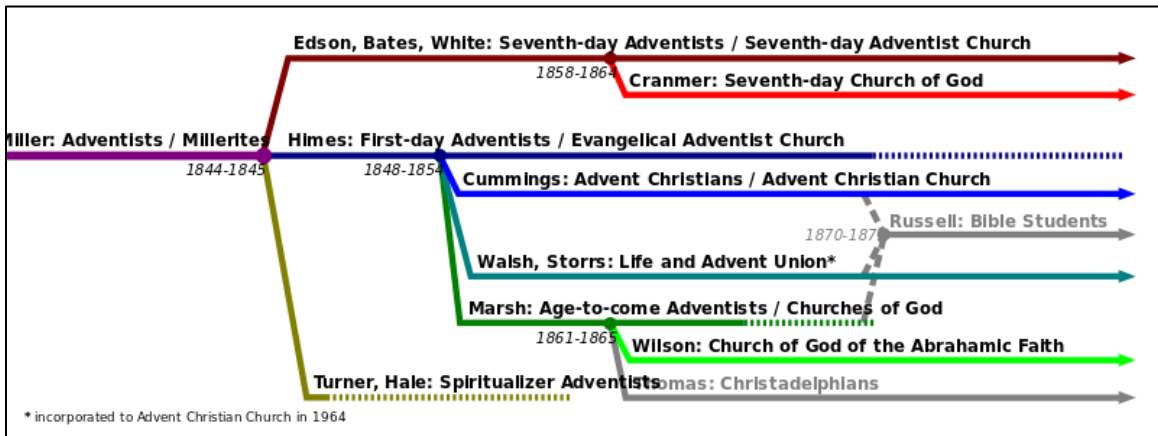 Edson, Bates, White: Seventh-day Adventists / Seventh-day Adventist Church
1858-1864
Cranmer: Seventh-day Church of God
Miller: Adventists / Millerites
Himes: First-day Adventists / Evangelical Adventist Church
1844-1845
1848-1854
Cummings: Advent Christians / Advent Christian Church
Russell: Bible Students
1870-187
Walsh, Storrs: Life and Advent Union*
Marsh: Age-to-come Adventists / Churches of God
1861-1865
Wilson: Church of God of the Abrahamic Faith
Turner, Hale: Spiritualizer Adventists
Thomas: Christadelphians
* incorporated to Advent Christian Church in 1964